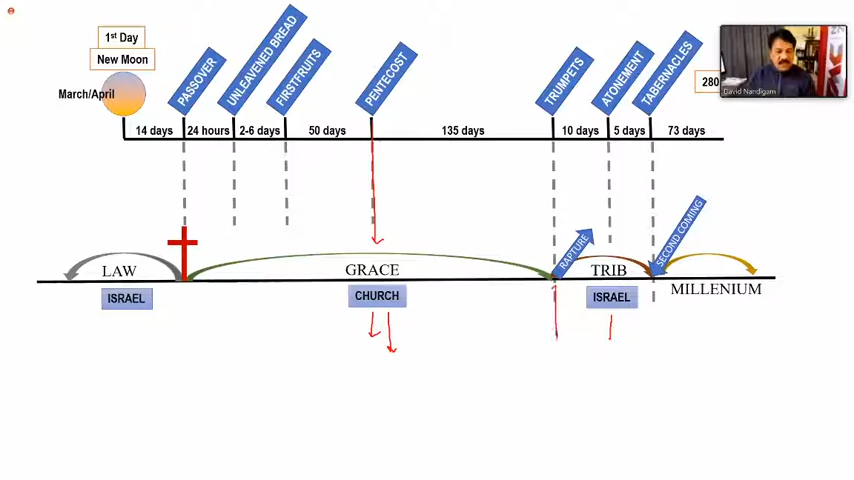 1st Day
New Moon
March/April
PASSOVER
UNLEAVENED BREAD
FIRSTFRUITS
PENTECOST
TRUMPETS
ATONEMENT
TABERNACLES
280
David Nandigam
14 days
24 hours
2-6 days
50 days
135 days
10 days
5 days
73 days
LAW
GRACE
RAPTURE
TRIB
SECOND COMING
MILLENIUM
ISRAEL
CHURCH
ISRAEL